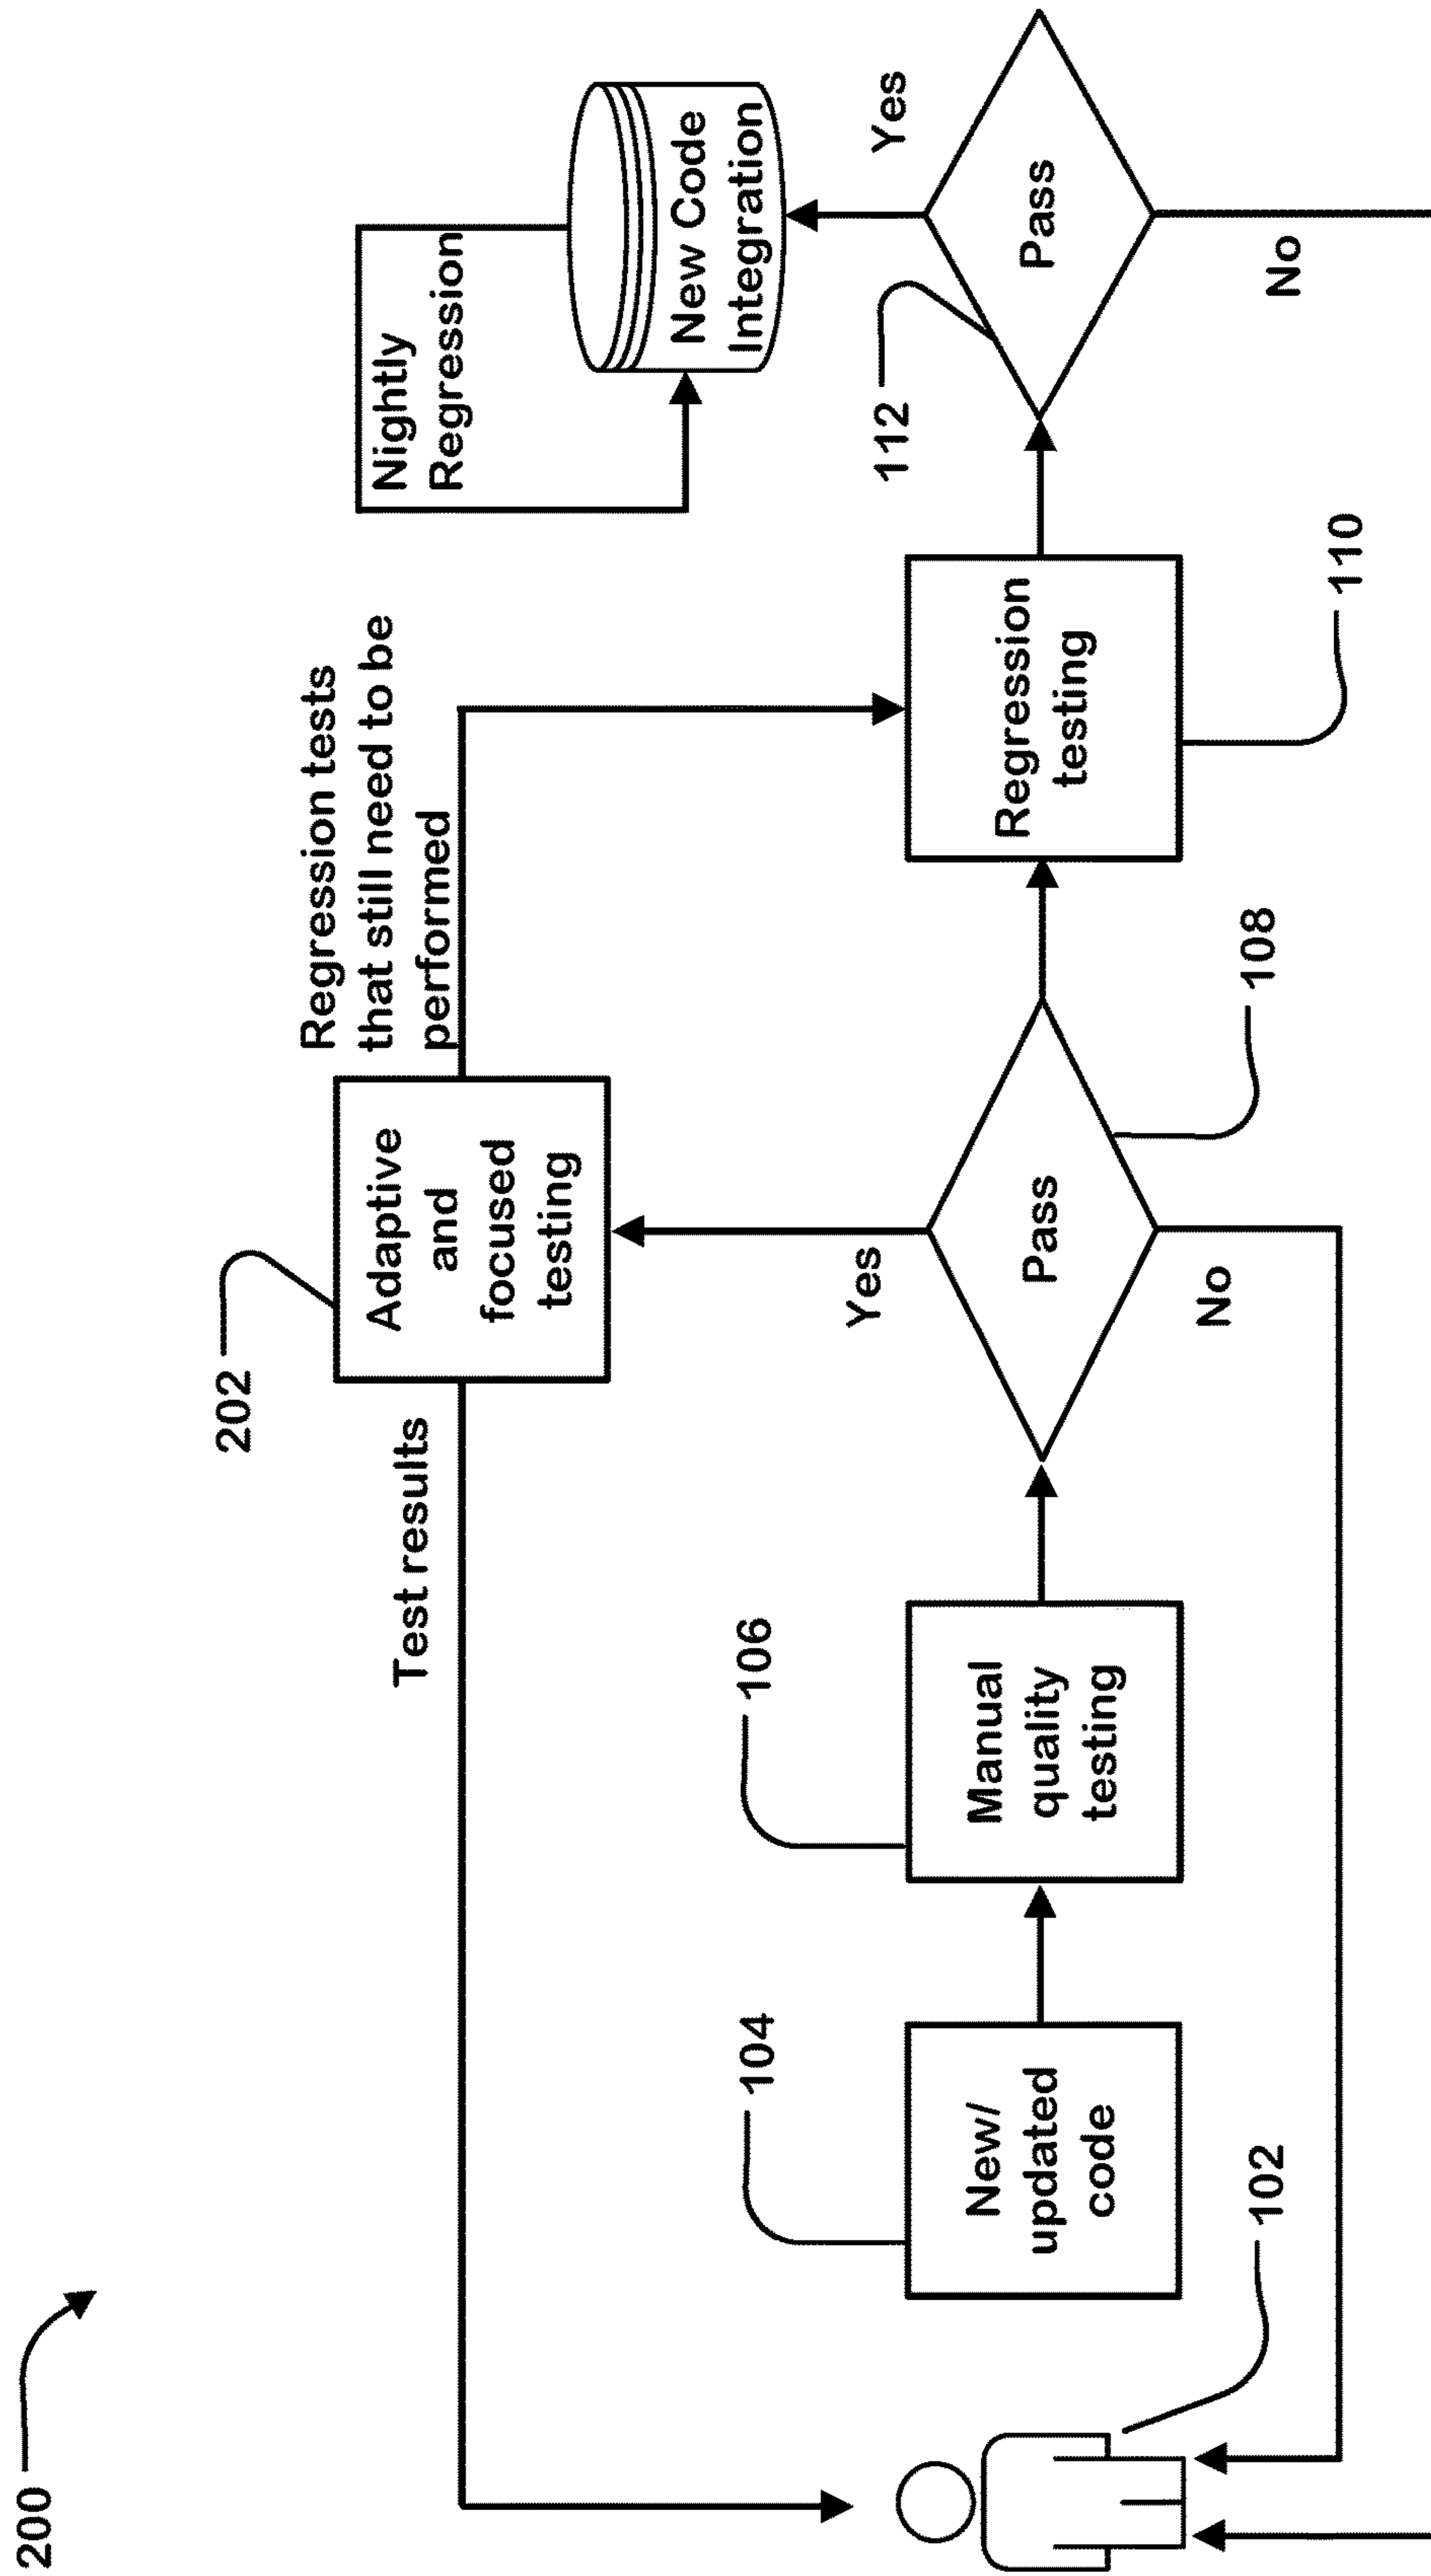 200
202
Test results
Adaptive
and
focused
testing
Regression tests
that still need to be
performed
Nightly
Regression
New Code
Integration
104
New/
updated
code
106
Manual
quality
testing
Yes
Pass
No
108
Regression
testing
110
112
Yes
Pass
No
102